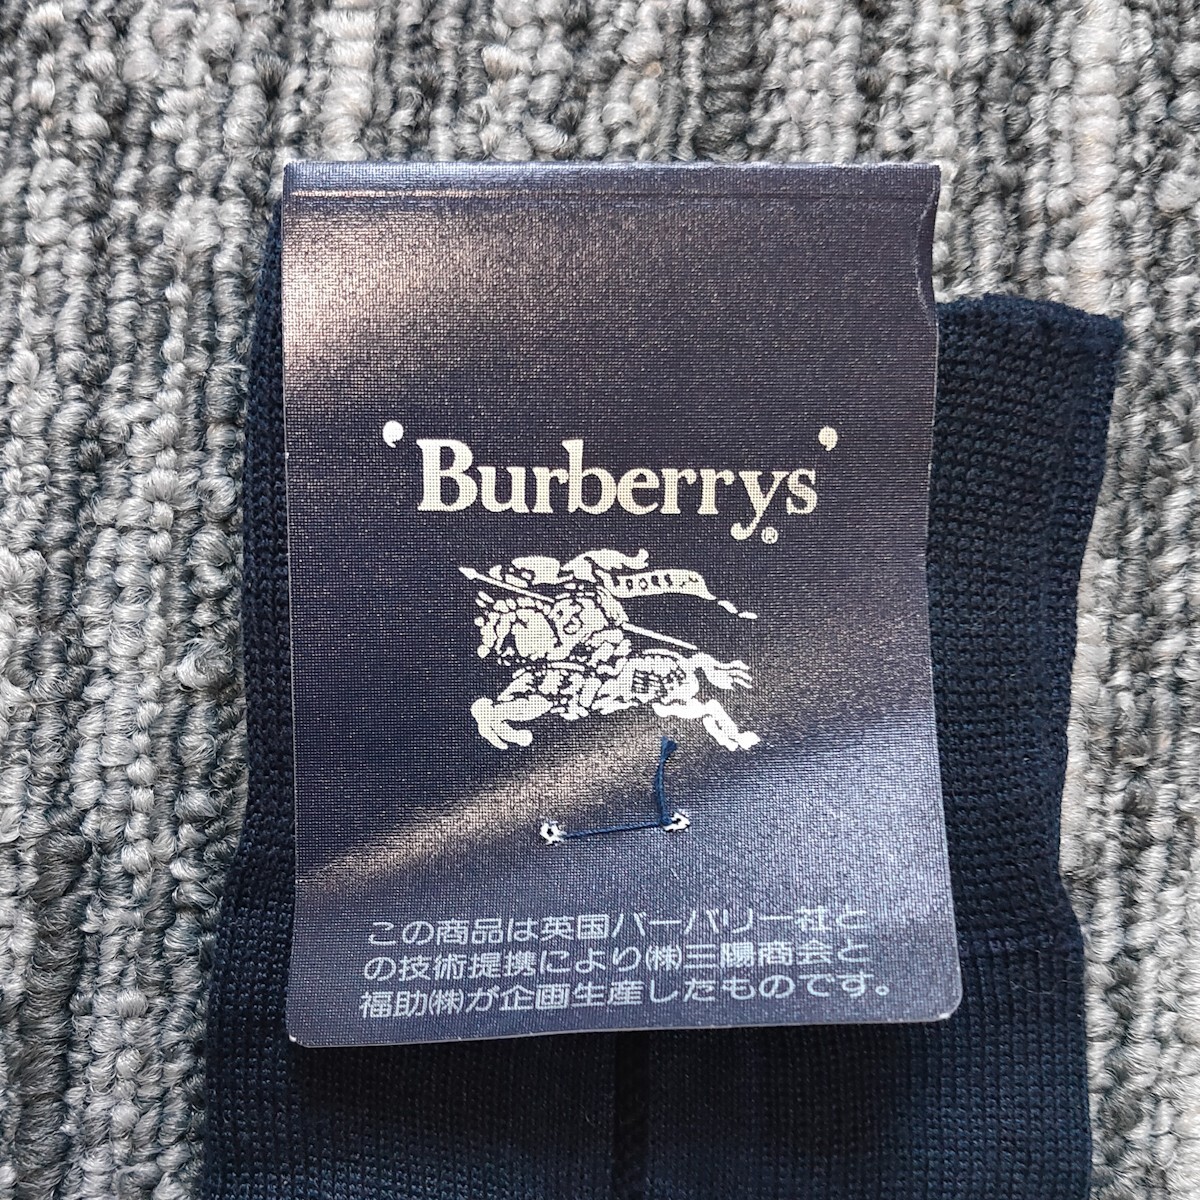 'Burberrys'
®
この商品は英国バーバリー社と
の技術提携により㈱三陽商会と
福助㈱が企画生産したものです。